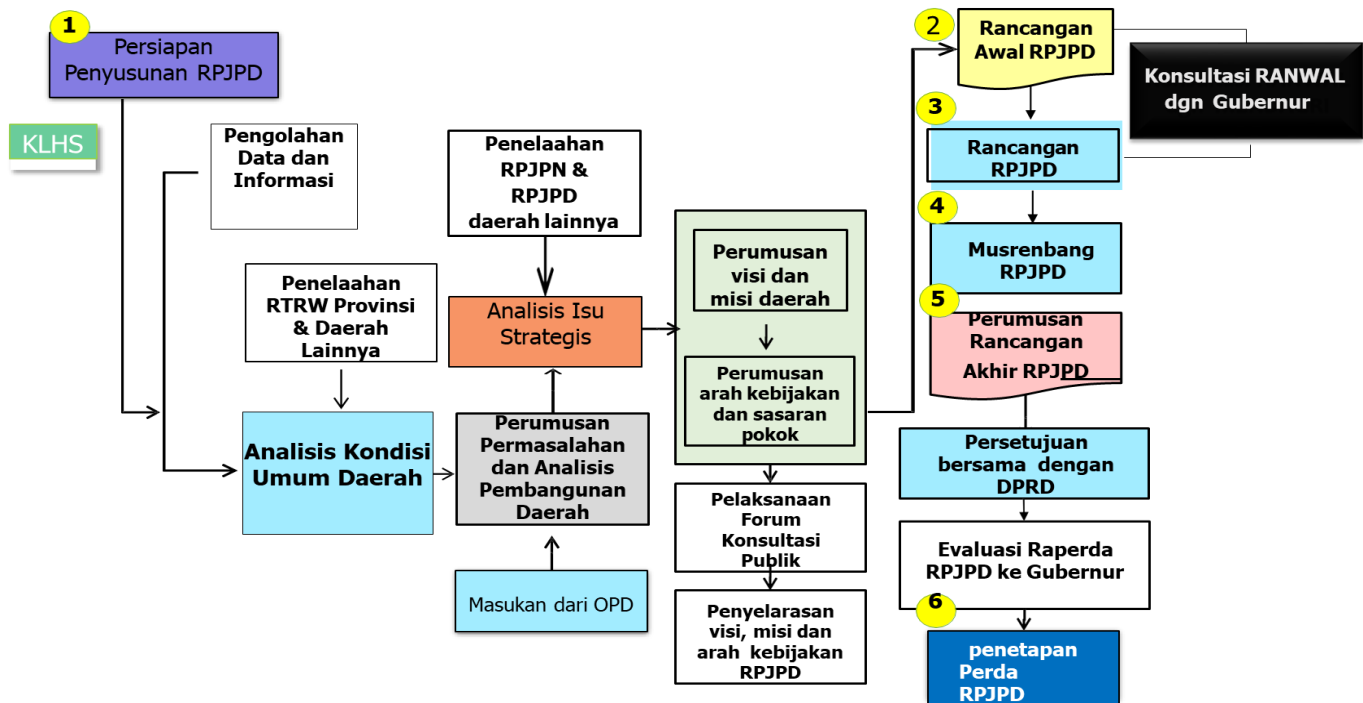 1
Persiapan
Penyusunan RPJPD
KLHS
Pengolahan
Data dan
Informasi
Penelaahan
RTRW Provinsi
& Daerah
Lainnya
Analisis Kondisi
Umum Daerah
Penelaahan
RPJPN &
RPJPD
daerah lainnya
Analisis Isu
Strategis
Perumusan
Permasalahan
dan Analisis
Pembangunan
Daerah
Masukan dari OPD
Perumusan
visi dan
misi daerah
Perumusan
arah kebijakan
dan sasaran
pokok
Pelaksanaan
Forum
Konsultasi
Publik
Penyelarasan
visi, misi dan
arah kebijakan
RPJPD
2
Rancangan
Awal RPJPD
Konsultasi RANWAL
dgn Gubernur
3
Rancangan
RPJPD
4
Musrenbang
RPJPD
5
Perumusan
Rancangan
Akhir RPJPD
Persetujuan
bersama dengan
DPRD
Evaluasi Raperda
RPJPD ke Gubernur
6
penetapan
Perda
RPJPD